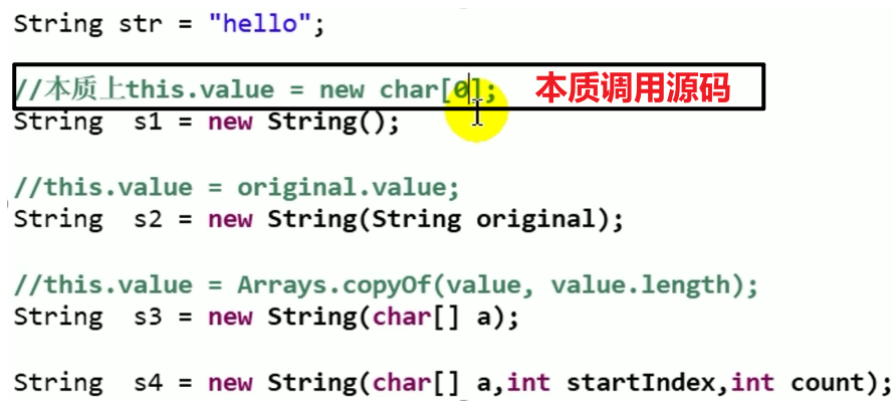 String str = "hello";
//本质上this.value = new char[0]; 本质调用源码
String s1 = new String();
//this.value = original.value;
String s2 = new String(String original);
//this.value = Arrays.copyOf(value, value.length);
String s3 = new String(char[] a);
String s4 = new String(char[] a,int startIndex,int count);